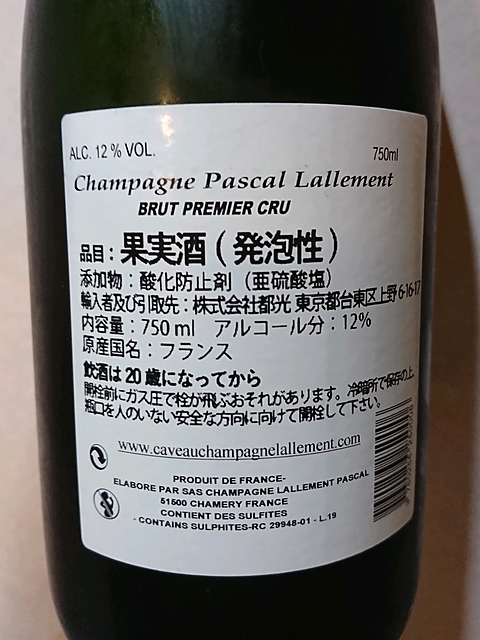 ALC. 12 % VOL. 750ml
Champagne Pascal Lallement
BRUT PREMIER CRU
品目：果実酒（発泡性）
添加物：酸化防止剤（亜硫酸塩）
輸入者及び引取先：株式会社都光 東京都台東区上野6-16-17
内容量：750 ml アルコール分：12%
原産国名：フランス
飲酒は20歳になってから
開栓前にガス圧で栓が飛ぶおそれがあります。冷暗所で保存の上、
瓶口を人のいない安全な方向に向けて開栓して下さい。
www.caveauchampagnelallement.com
PRODUIT DE FRANCE-
ELABORE PAR SAS CHAMPAGNE LALLEMENT PASCAL
51500 CHAMERY FRANCE
CONTIENT DES SULFITES
- CONTAINS SULPHITES-RC 29948-01 - L.19